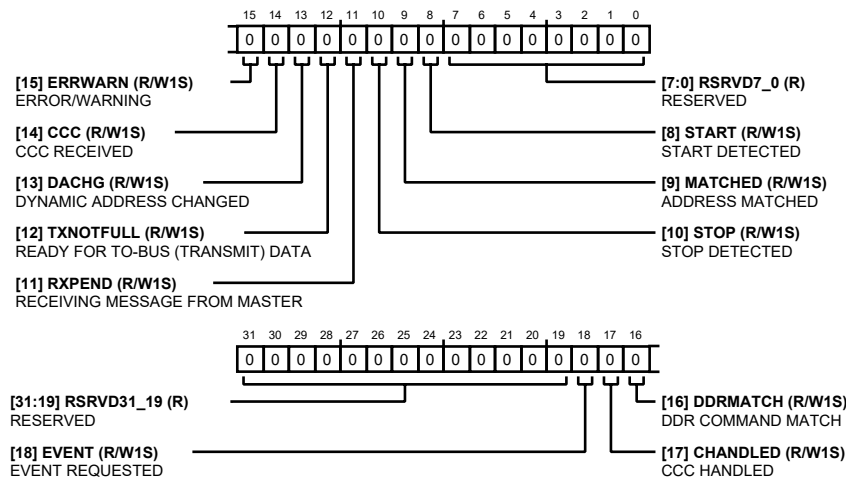 15 14 13 12 11 10 9 8 7 6 5 4 3 2 1 0
0 0 0 0 0 0 0 0 0 0 0 0 0 0 0 0
[15] ERRWARN (R/W1S)
ERROR/WARNING
[14] CCC (R/W1S)
CCC RECEIVED
[13] DACHG (R/W1S)
DYNAMIC ADDRESS CHANGED
[12] TXNOTFULL (R/W1S)
READY FOR TO-BUS (TRANSMIT) DATA
[11] RXPEND (R/W1S)
RECEIVING MESSAGE FROM MASTER
[7:0] RSRVD7_0 (R)
RESERVED
[8] START (R/W1S)
START DETECTED
[9] MATCHED (R/W1S)
ADDRESS MATCHED
[10] STOP (R/W1S)
STOP DETECTED
31 30 29 28 27 26 25 24 23 22 21 20 19 18 17 16
0 0 0 0 0 0 0 0 0 0 0 0 0 0 0 0
[31:19] RSRVD31_19 (R)
RESERVED
[18] EVENT (R/W1S)
EVENT REQUESTED
[16] DDRMATCH (R/W1S)
DDR COMMAND MATCH
[17] CHANDLED (R/W1S)
CCC HANDLED